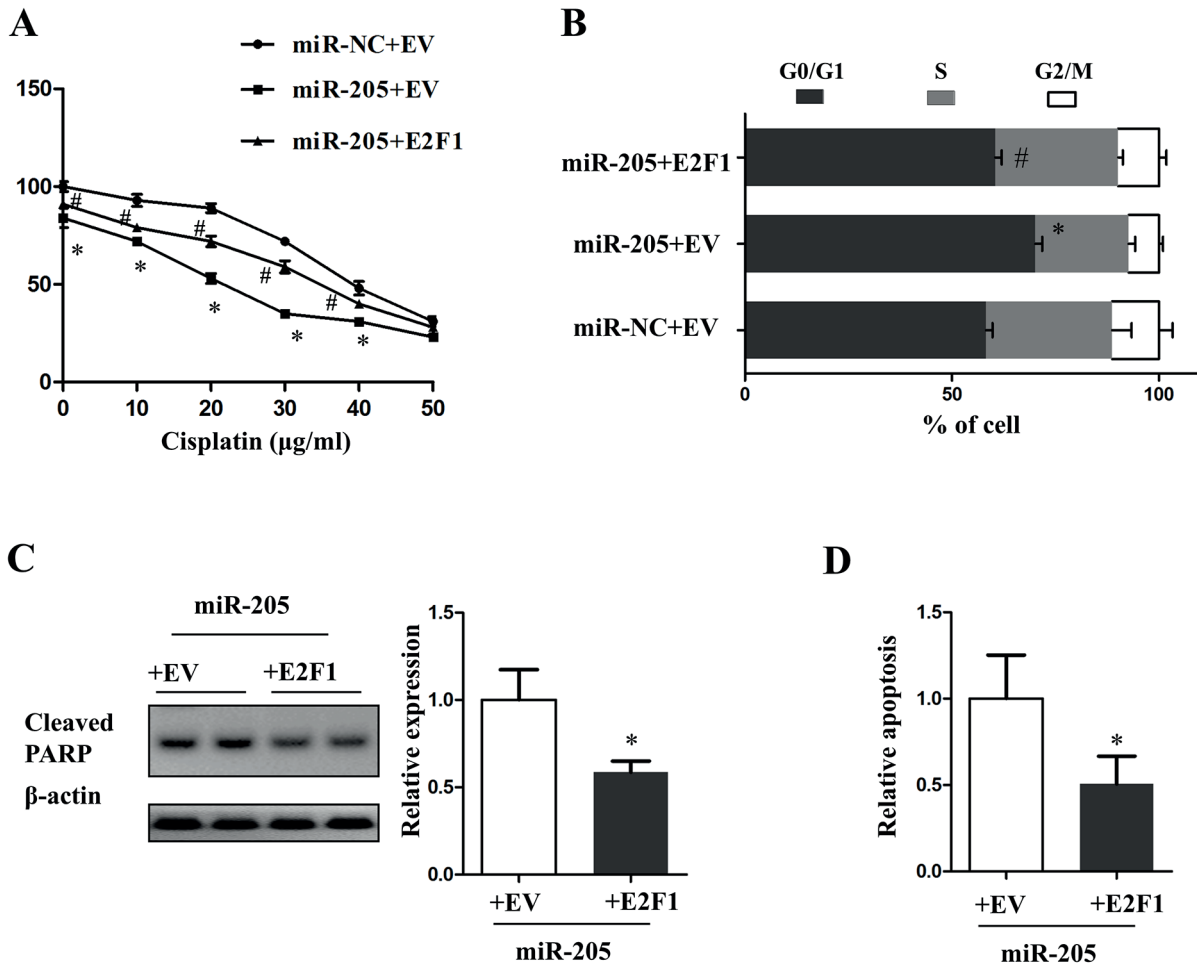 A
miR-NC+EV
miR-205+EV
miR-205+E2F1
150
100
50
0
#
#
#
#
#
*
*
*
*
*
0 10 20 30 40 50
Cisplatin (μg/ml)
B
G0/G1 S G2/M
miR-205+E2F1
#
miR-205+EV
*
miR-NC+EV
0 50 100
% of cell
C
miR-205
+EV +E2F1
Cleaved
PARP
β-actin
Relative expression
1.5
1.0
0.5
0.0
*
+EV +E2F1
miR-205
D
Relative apoptosis
1.5
1.0
0.5
0.0
*
+EV +E2F1
miR-205